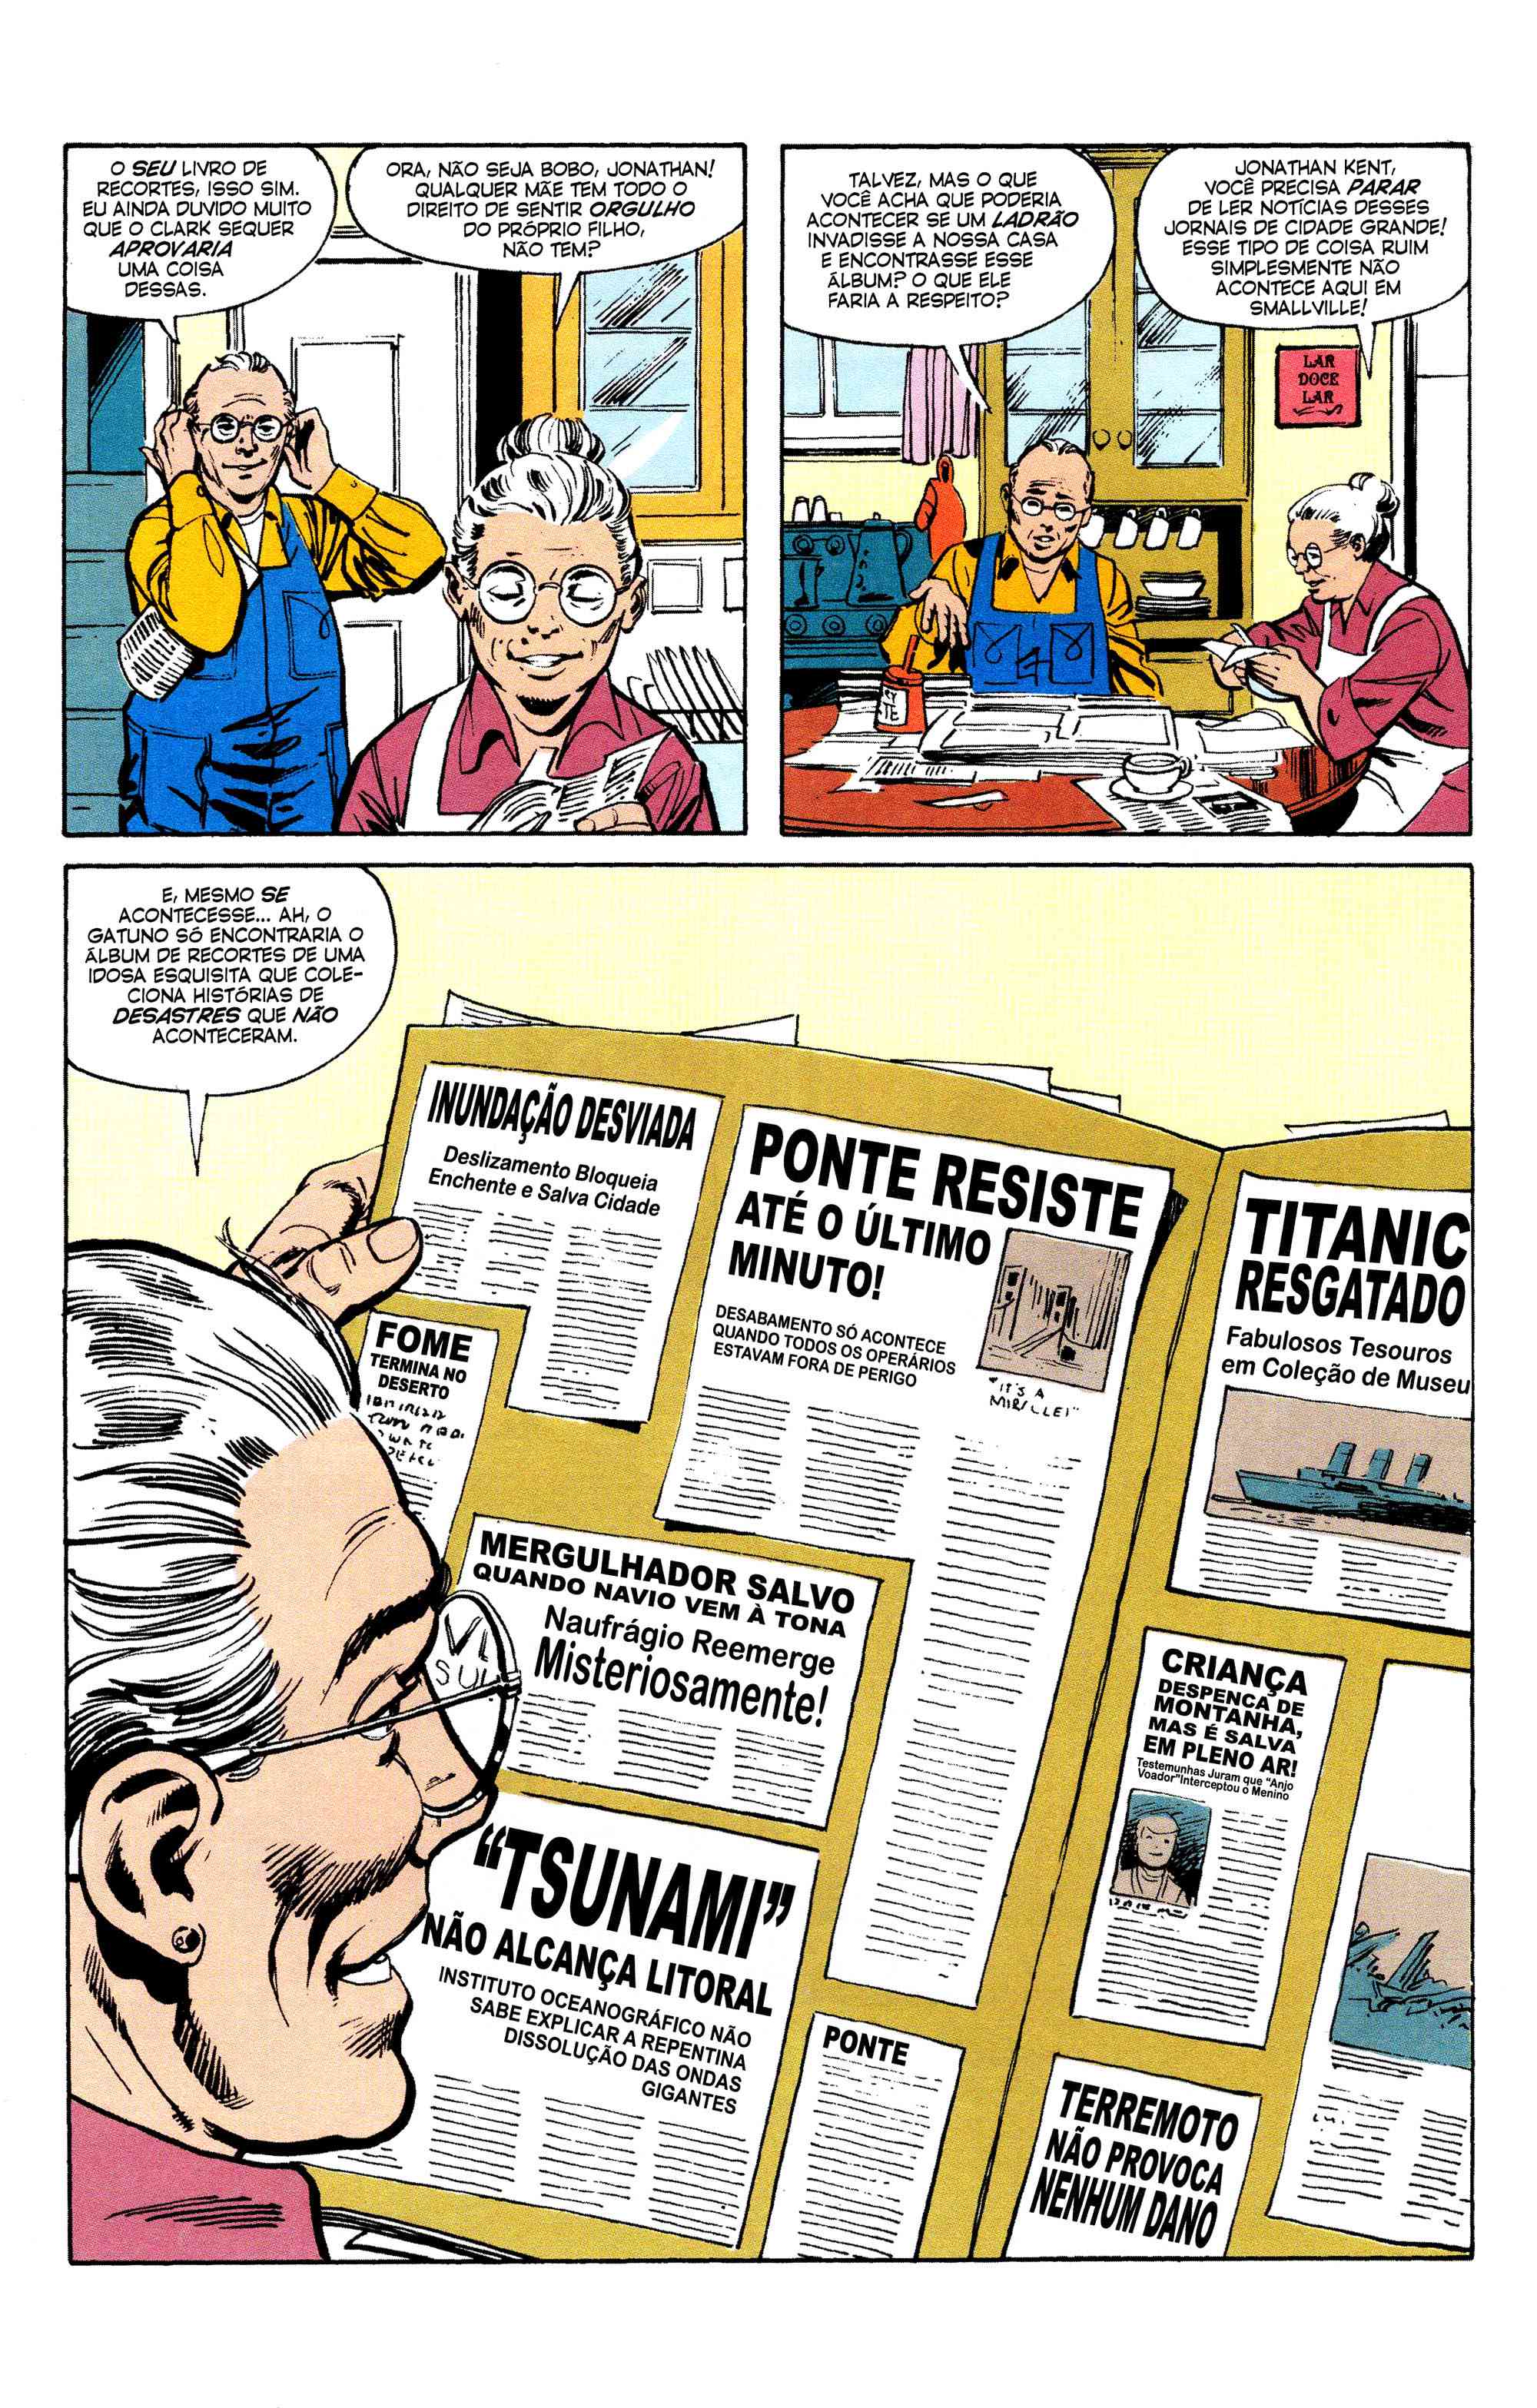 O SEU LIVRO DE
RECORTES, ISSO SIM.
EU AINDA DUVIDO MUITO
QUE O CLARK SEQUER
APROVARIA
UMA COISA
DESSAS.
ORA, NÃO SEJA BOBO, JONATHAN!
QUALQUER MÃE TEM TODO O
DIREITO DE SENTIR ORGULHO
DO PRÓPRIO FILHO,
NÃO TEM?
TALVEZ, MAS O QUE
VOCÊ ACHA QUE PODERIA
ACONTECER SE UM LADRÃO
INVADISSE A NOSSA CASA
E ENCONTRASSE ESSE
ÁLBUM? O QUE ELE
FARIA A RESPEITO?
JONATHAN KENT,
VOCÊ PRECISA PARAR
DE LER NOTÍCIAS DESSES
JORNAIS DE CIDADE GRANDE!
ESSE TIPO DE COISA RUIM
SIMPLESMENTE NÃO
ACONTECE AQUI EM
SMALLVILLE!
LAR
DOCE
LAR
E, MESMO SE
ACONTECESSE... AH, O
GATUNO SÓ ENCONTRARIA O
ÁLBUM DE RECORTES DE UMA
IDOSA ESQUISITA QUE COLE-
CIONA HISTÓRIAS DE
DESASTRES QUE NÃO
ACONTECERAM.
INUNDAÇÃO DESVIADA
Deslizamento Bloqueia
Enchente e Salva Cidade
PONTE RESISTE
ATÉ O ÚLTIMO
MINUTO!
DESABAMENTO SÓ ACONTECE
QUANDO TODOS OS OPERÁRIOS
ESTAVAM FORA DE PERIGO
"IT'S A
MIRACLE!"
TITANIC
RESGATADO
Fabulosos Tesouros
em Coleção de Museu
FOME
TERMINA NO
DESERTO
MERGULHADOR SALVO
QUANDO NAVIO VEM À TONA
Naufrágio Reemerge
Misteriosamente!
CRIANÇA
DESPENCA DE
MONTANHA,
MAS É SALVA
EM PLENO AR!
Testemunhas Juram que "Anjo
Voador"Interceptou o Menino
"TSUNAMI"
NÃO ALCANÇA LITORAL
INSTITUTO OCEANOGRÁFICO NÃO
SABE EXPLICAR A REPENTINA
DISSOLUÇÃO DAS ONDAS
GIGANTES
PONTE
TERREMOTO
NÃO PROVOCA
NENHUM DANO